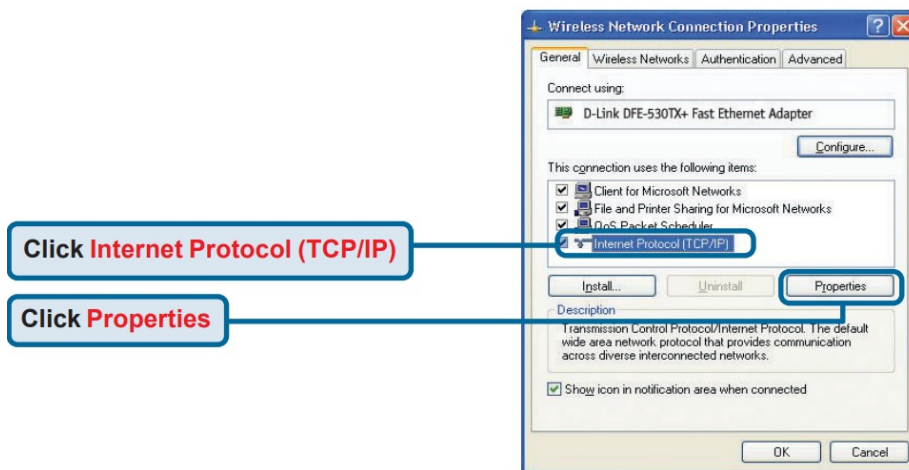 Wireless Network Connection Properties
General Wireless Networks Authentication Advanced
Connect using:
D-Link DFE-530TX+ Fast Ethernet Adapter
Configure...
This connection uses the following items:
Client for Microsoft Networks
File and Printer Sharing for Microsoft Networks
QoS Packet Scheduler
Internet Protocol (TCP/IP)
Click Internet Protocol (TCP/IP)
Install... Uninstall Properties
Click Properties
Description
Transmission Control Protocol/Internet Protocol. The default
wide area network protocol that provides communication
across diverse interconnected networks.
Show icon in notification area when connected
OK Cancel